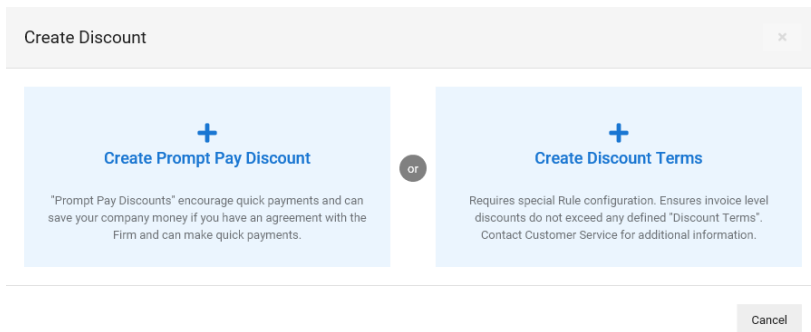 Create Discount
×
Create Prompt Pay Discount
"Prompt Pay Discounts" encourage quick payments and can
save your company money if you have an agreement with the
Firm and can make quick payments.
or
Create Discount Terms
Requires special Rule configuration. Ensures invoice level
discounts do not exceed any defined "Discount Terms".
Contact Customer Service for additional information.
Cancel